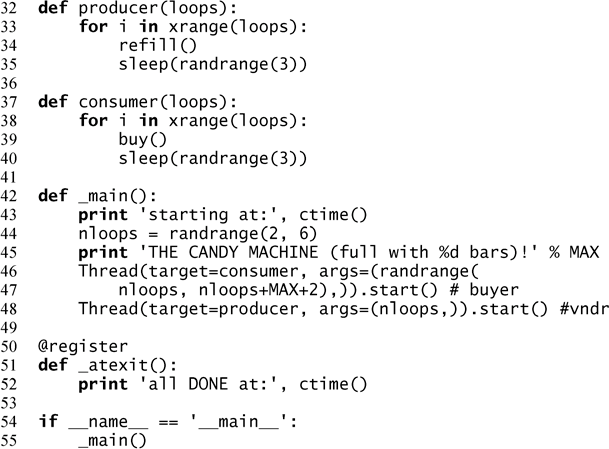 32 def producer(loops):
33     for i in xrange(loops):
34         refill()
35         sleep(randrange(3))
36
37 def consumer(loops):
38     for i in xrange(loops):
39         buy()
40         sleep(randrange(3))
41
42 def _main():
43     print 'starting at:', ctime()
44     nloops = randrange(2, 6)
45     print 'THE CANDY MACHINE (full with %d bars)!' % MAX
46     Thread(target=consumer, args=(randrange(
47         nloops, nloops+MAX+2),)).start() # buyer
48     Thread(target=producer, args=(nloops,)).start() #vndr
49
50 @register
51 def _atexit():
52     print 'all DONE at:', ctime()
53
54 if __name__ == '__main__':
55     _main()